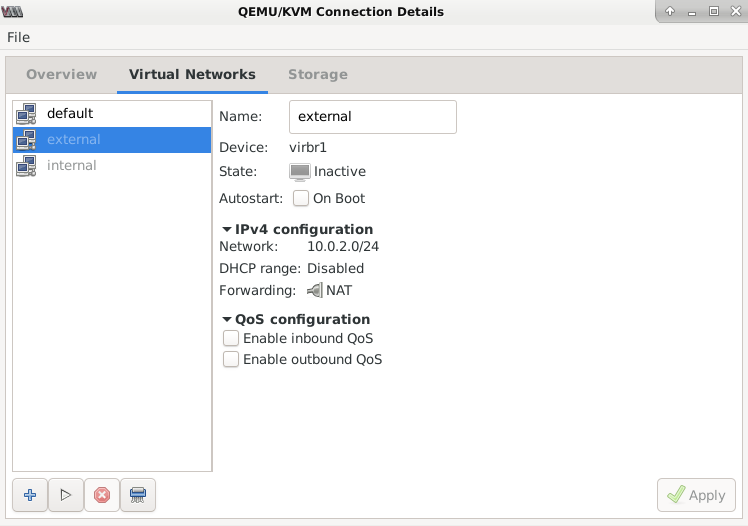 QEMU/KVM Connection Details
File
Overview Virtual Networks Storage
default
external
internal
Name: external
Device: virbr1
State: Inactive
Autostart: On Boot
IPv4 configuration
Network: 10.0.2.0/24
DHCP range: Disabled
Forwarding: NAT
QoS configuration
Enable inbound QoS
Enable outbound QoS
Apply